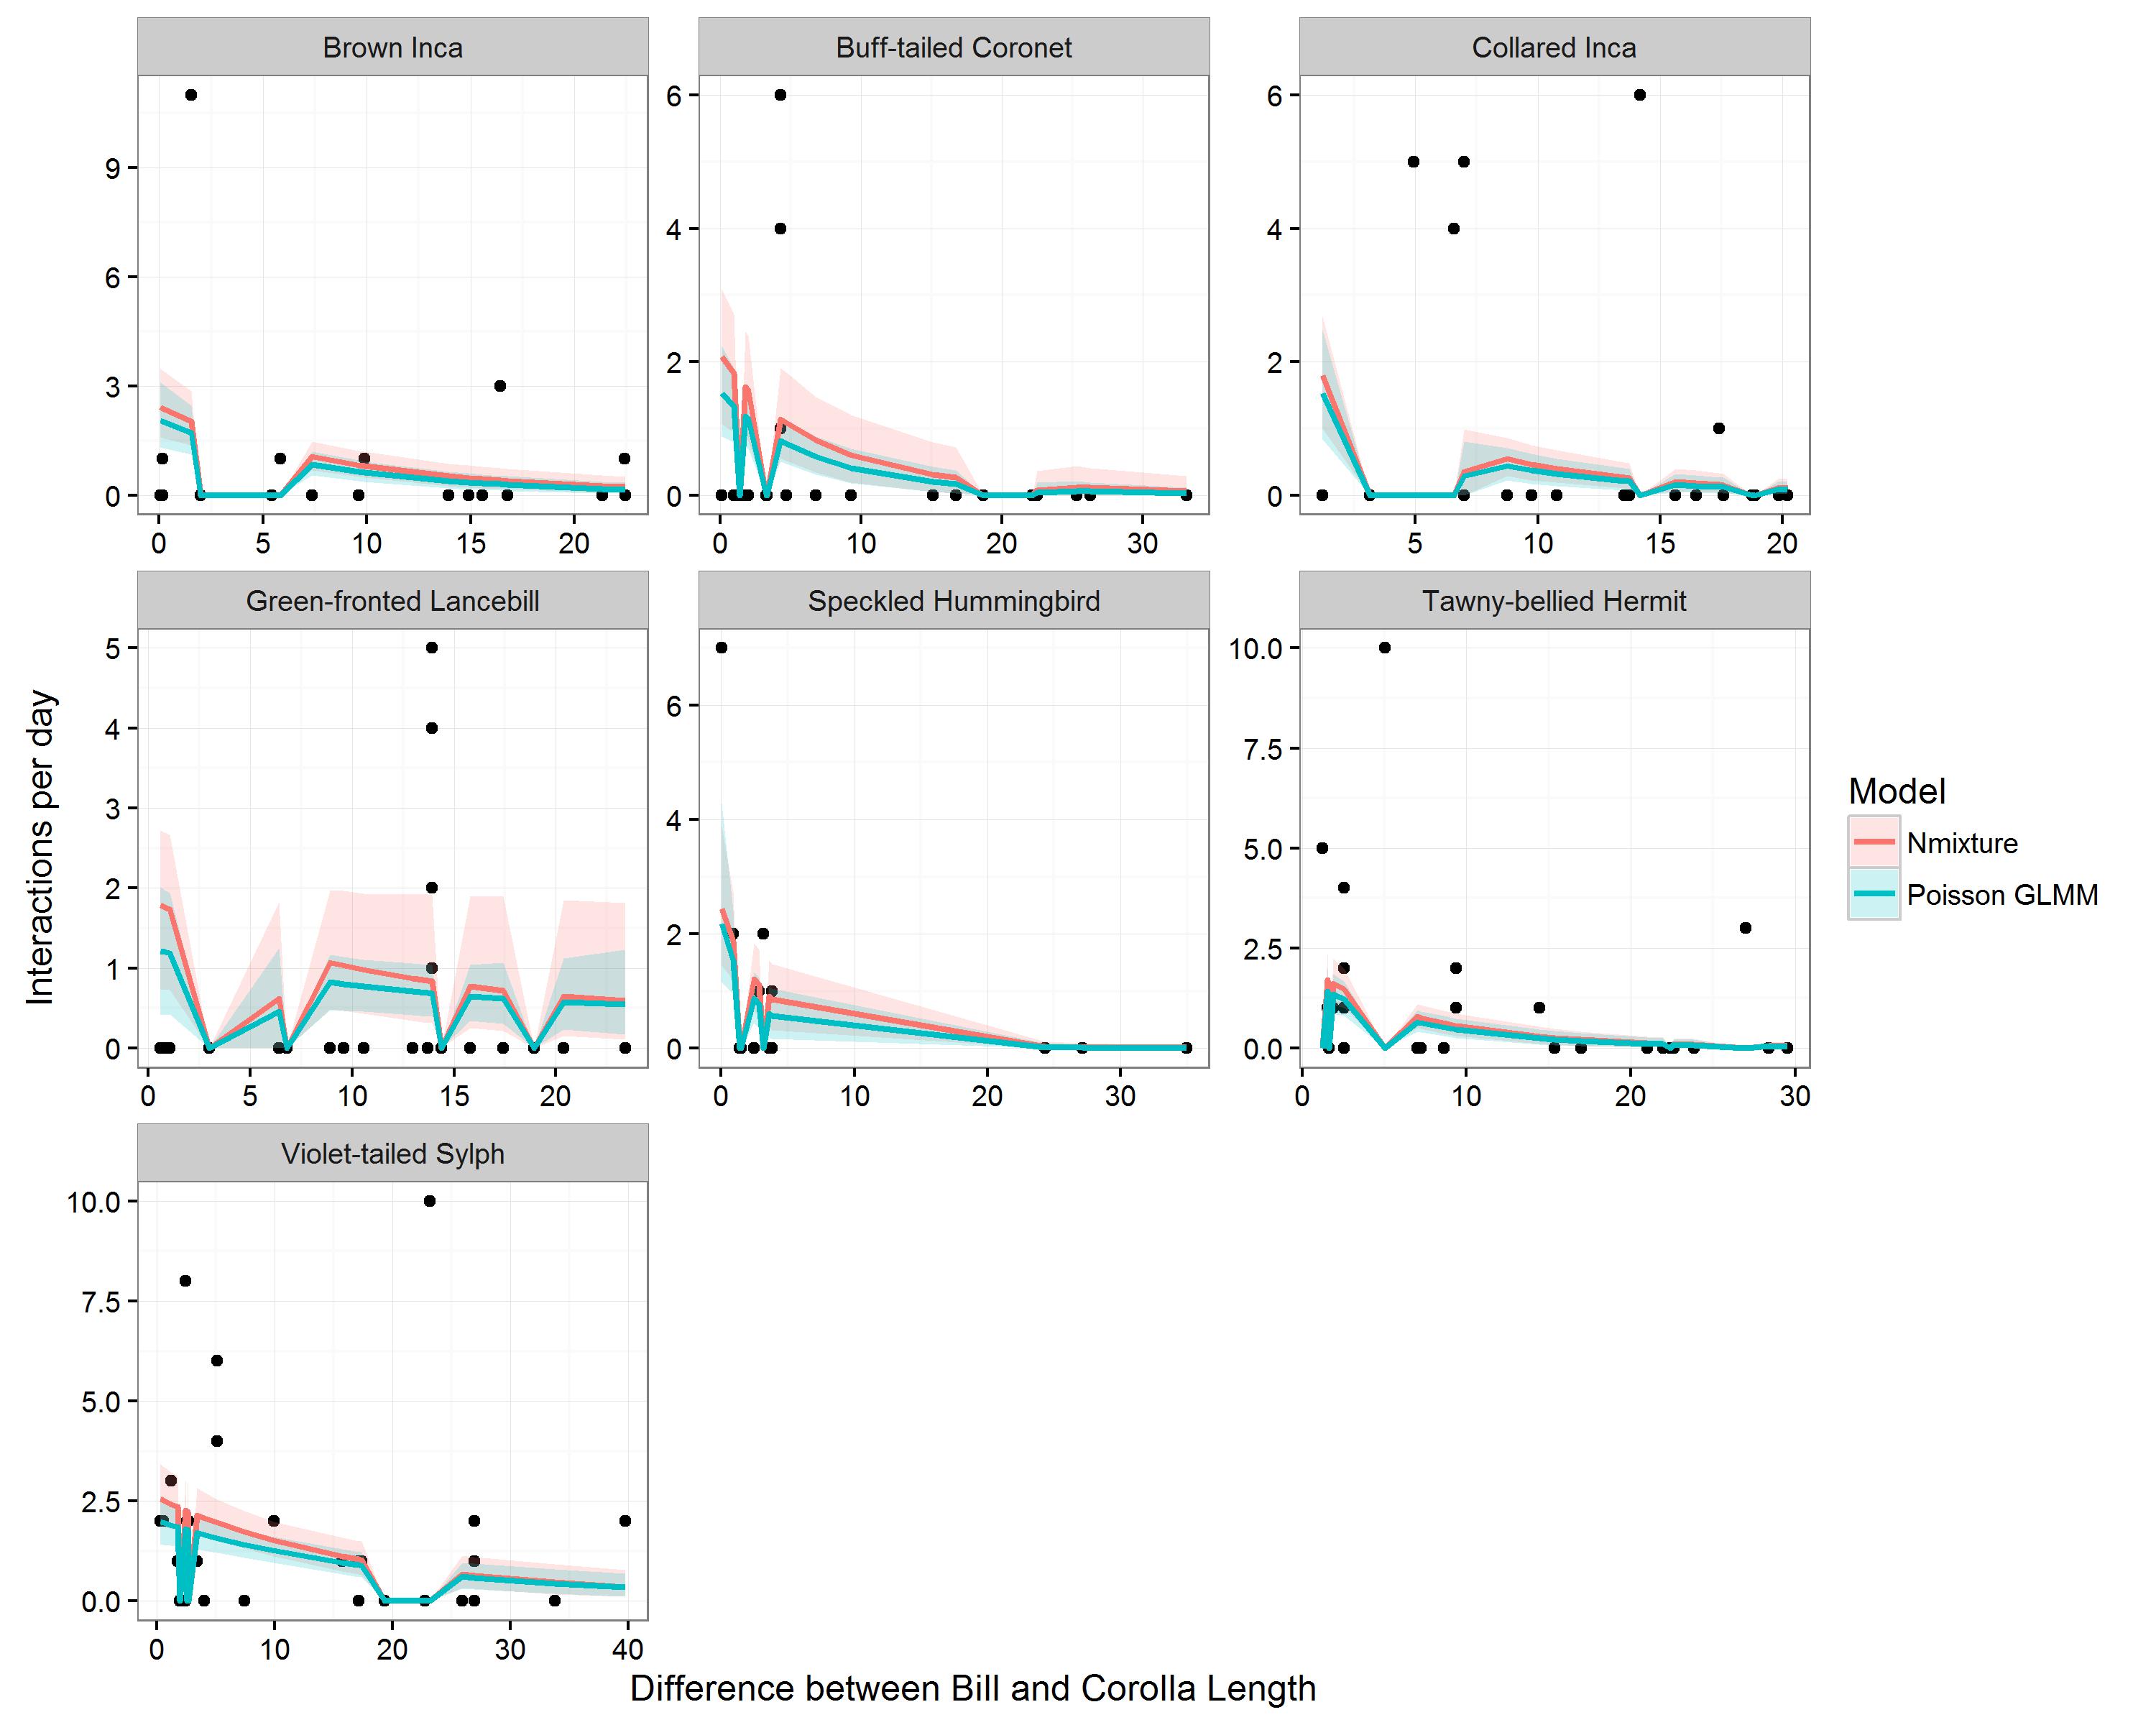 Brown Inca
Buff-tailed Coronet
Collared Inca
9
6
3
0
6
4
2
0
6
4
2
0
0 5 10 15 20
0 10 20 30
5 10 15 20
Green-fronted Lancebill
Speckled Hummingbird
Tawny-bellied Hermit
5
4
3
2
1
0
6
4
2
0
10.0
7.5
5.0
2.5
0.0
0 5 10 15 20
0 10 20 30
0 10 20 30
Violet-tailed Sylph
10.0
7.5
5.0
2.5
0.0
0 10 20 30 40
Interactions per day
Difference between Bill and Corolla Length
Model
Nmixture
Poisson GLMM